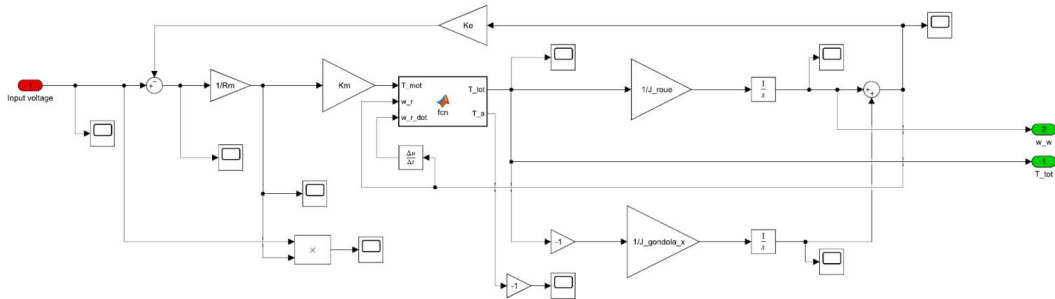 Ke
1
Input voltage
1/Rm
Km
T_mot
w_r
w_r_dot
fcn
T_tot
T_a
1/J_roue
1
s
2
w_w
Δu
Δt
1
T_tot
-1
1/J_gondola_x
1
s
×
-1